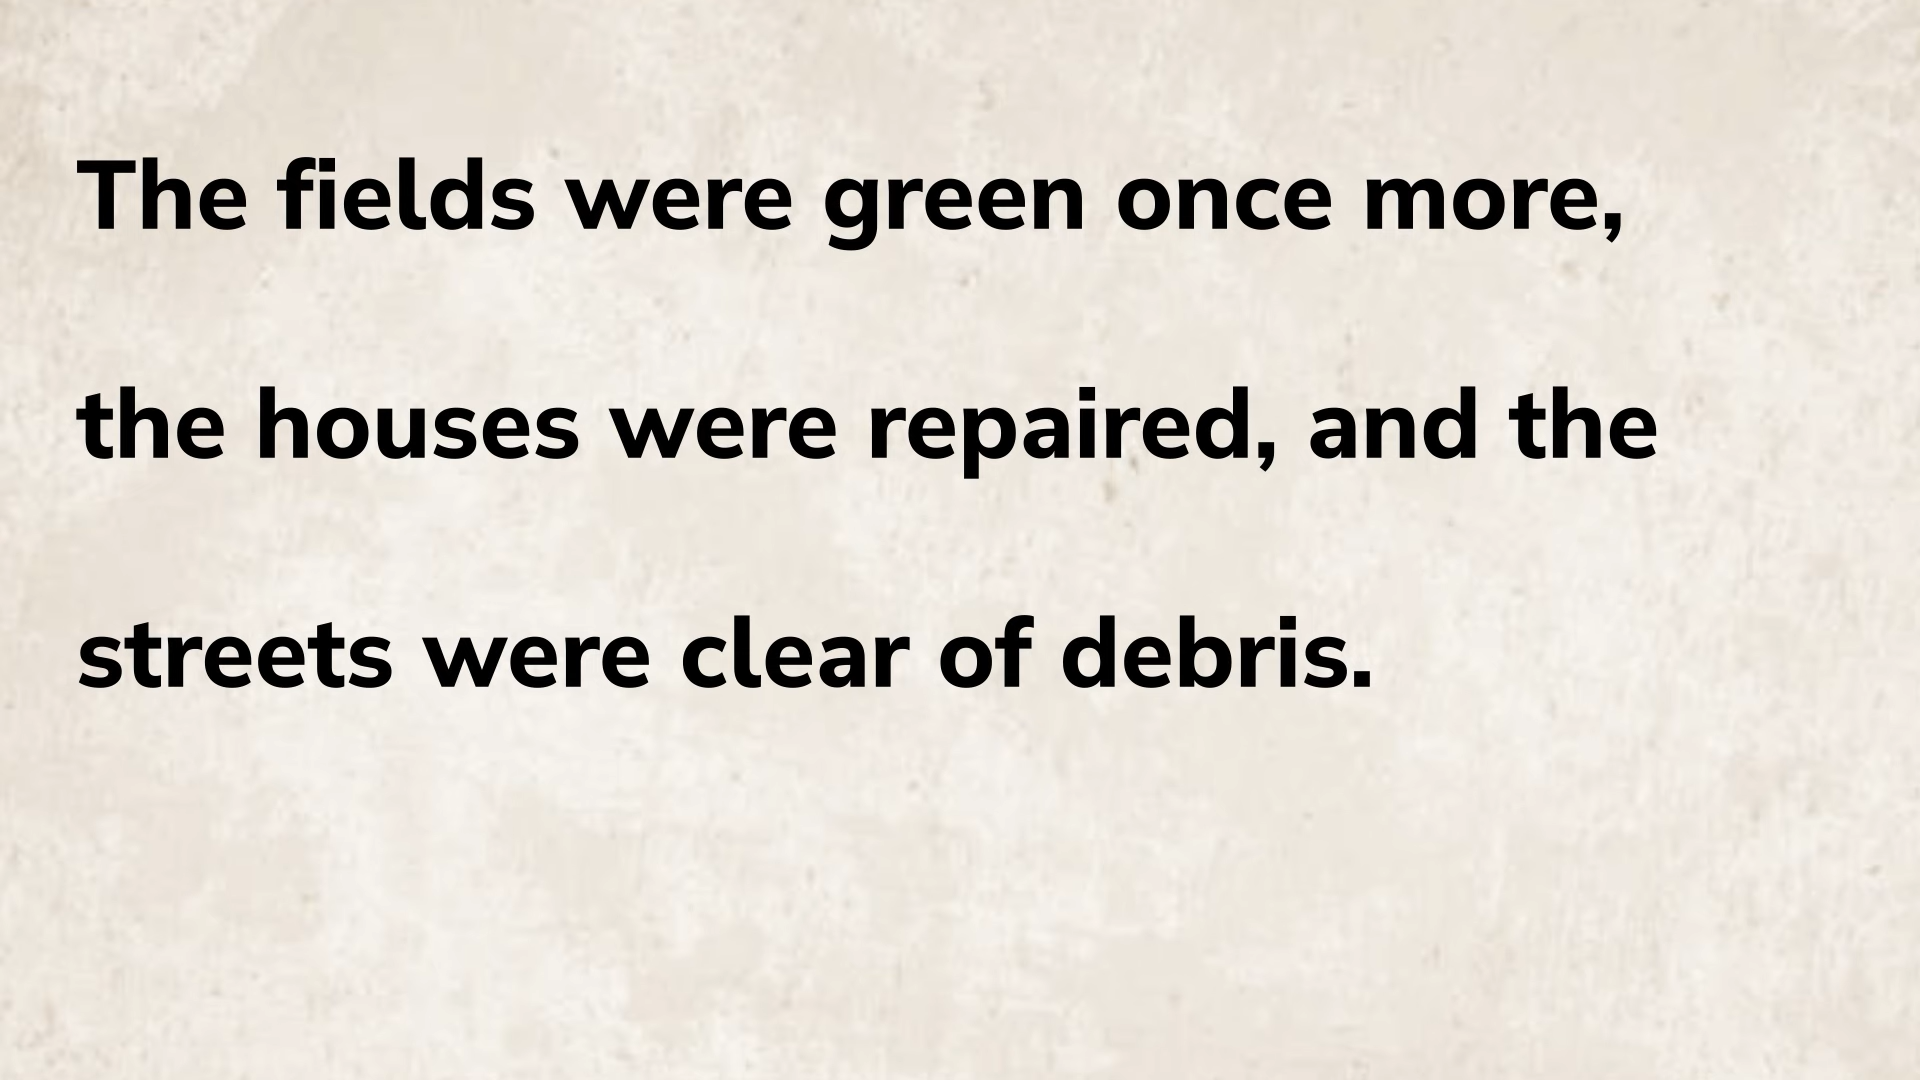 The fields were green once more,
the houses were repaired, and the
streets were clear of debris.